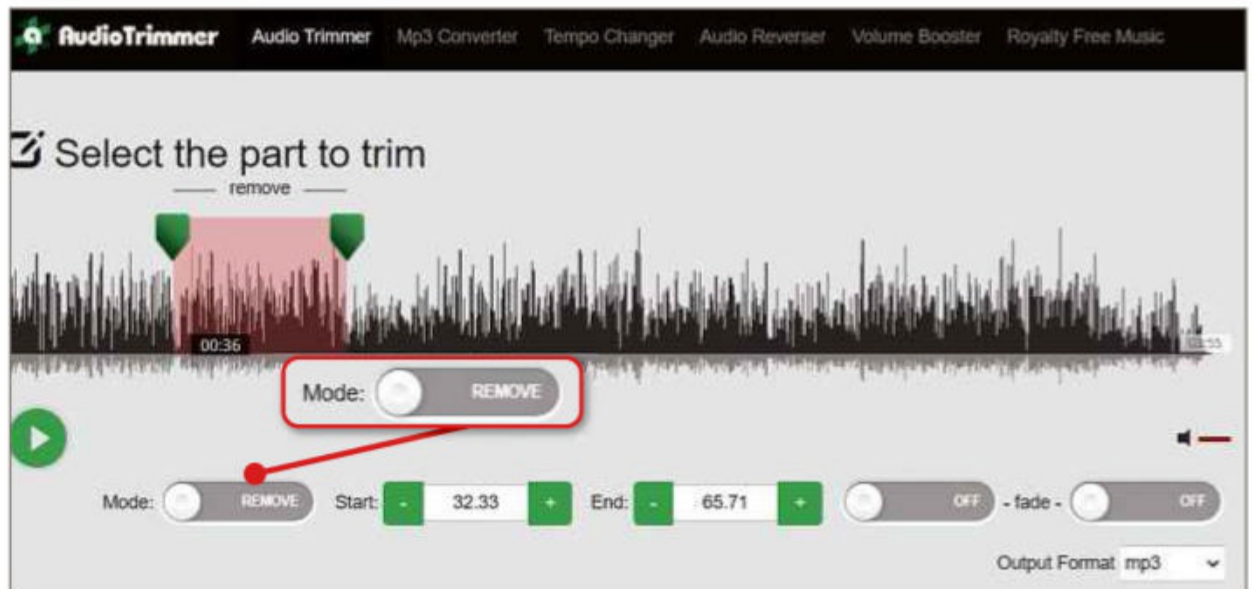 AudioTrimmer Audio Trimmer Mp3 Converter Tempo Changer Audio Reverser Volume Booster Royalty Free Music
Select the part to trim
remove
00:36
Mode: REMOVE
Mode: REMOVE Start: - 32.33 + End: - 65.71 + OFF - fade - OFF
Output Format mp3